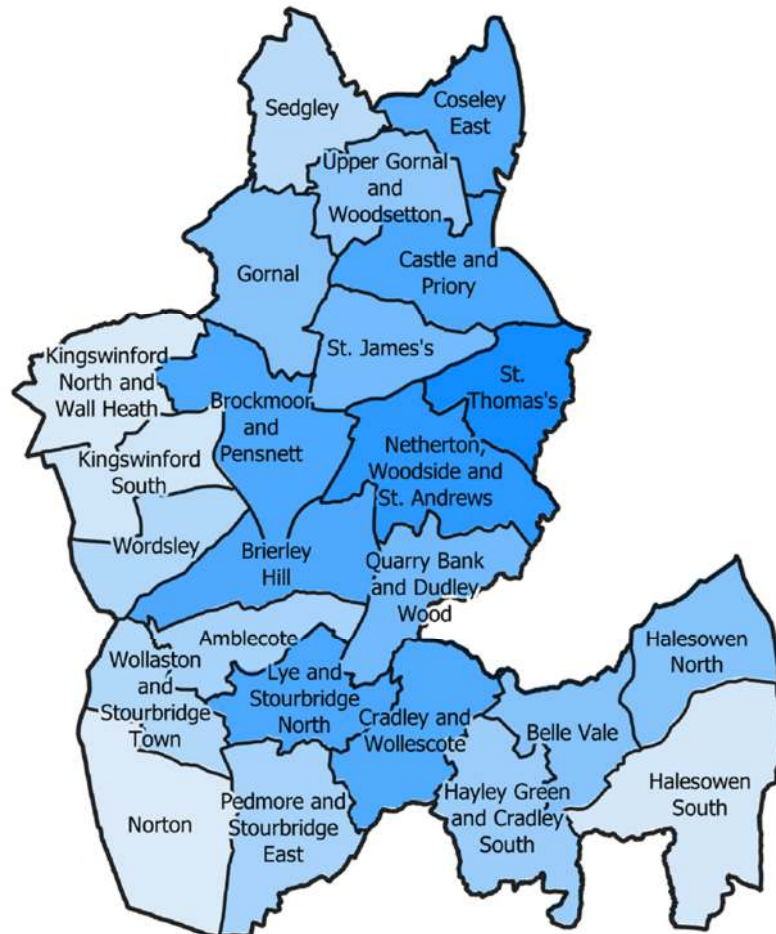 Sedgley
Coseley
East
Upper Gornal
and
Woodsetton
Gornal
Castle and
Priory
St. James's
St.
Thomas's
Kingswinford
North and
Wall Heath
Brockmoor
and
Pensnett
Netherton,
Woodside and
St. Andrews
Kingswinford
South
Wordsley
Brierley
Hill
Quarry Bank
and Dudley
Wood
Amblecote
Wollaston
and
Stourbridge
Town
Lye and
Stourbridge
North
Cradley and
Wollescote
Halesowen
North
Belle Vale
Halesowen
South
Norton
Pedmore and
Stourbridge
East
Hayley Green
and Cradley
South